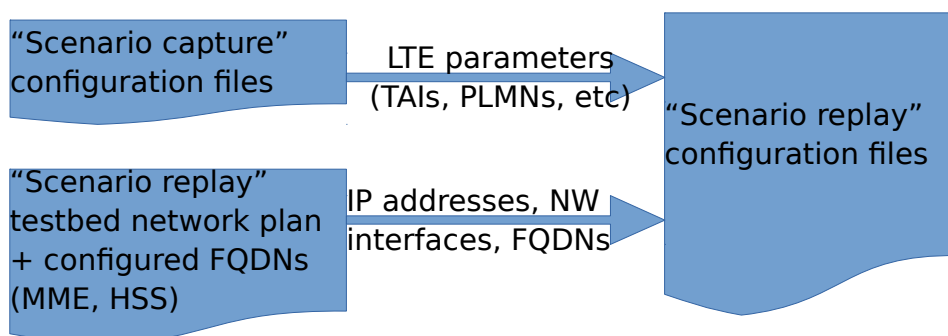 “Scenario capture”
configuration files
LTE parameters
(TAIs, PLMNs, etc)
“Scenario replay”
testbed network plan
+ configured FQDNs
(MME, HSS)
IP addresses, NW
interfaces, FQDNs
“Scenario replay”
configuration files